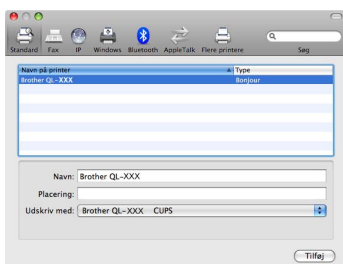 Standard Fax IP Windows Bluetooth AppleTalk Flere printere Søg
Navn på printer Type
Brother QL-XXX Bonjour
Navn: Brother QL-XXX
Placering:
Udskriv med: Brother QL-XXX CUPS
Tilføj